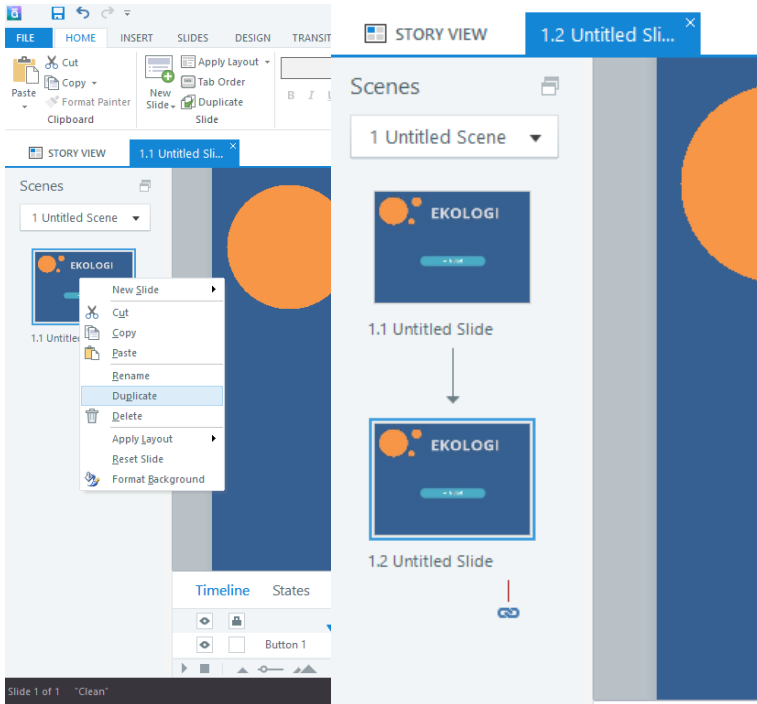 FILE HOME INSERT SLIDES DESIGN TRANSIT
Paste
Cut
Copy
Format Painter
Clipboard
New
Slide
Apply Layout
Tab Order
Duplicate
Slide
B I U
STORY VIEW 1.1 Untitled Sli...
Scenes
1 Untitled Scene
EKOLOGI
1.1 Untitled
New Slide
Cut
Copy
Paste
Rename
Duplicate
Delete
Apply Layout
Reset Slide
Format Background
Timeline States
Button 1
Slide 1 of 1 "Clean"
STORY VIEW 1.2 Untitled Sli...
Scenes
1 Untitled Scene
EKOLOGI
1.1 Untitled Slide
EKOLOGI
1.2 Untitled Slide